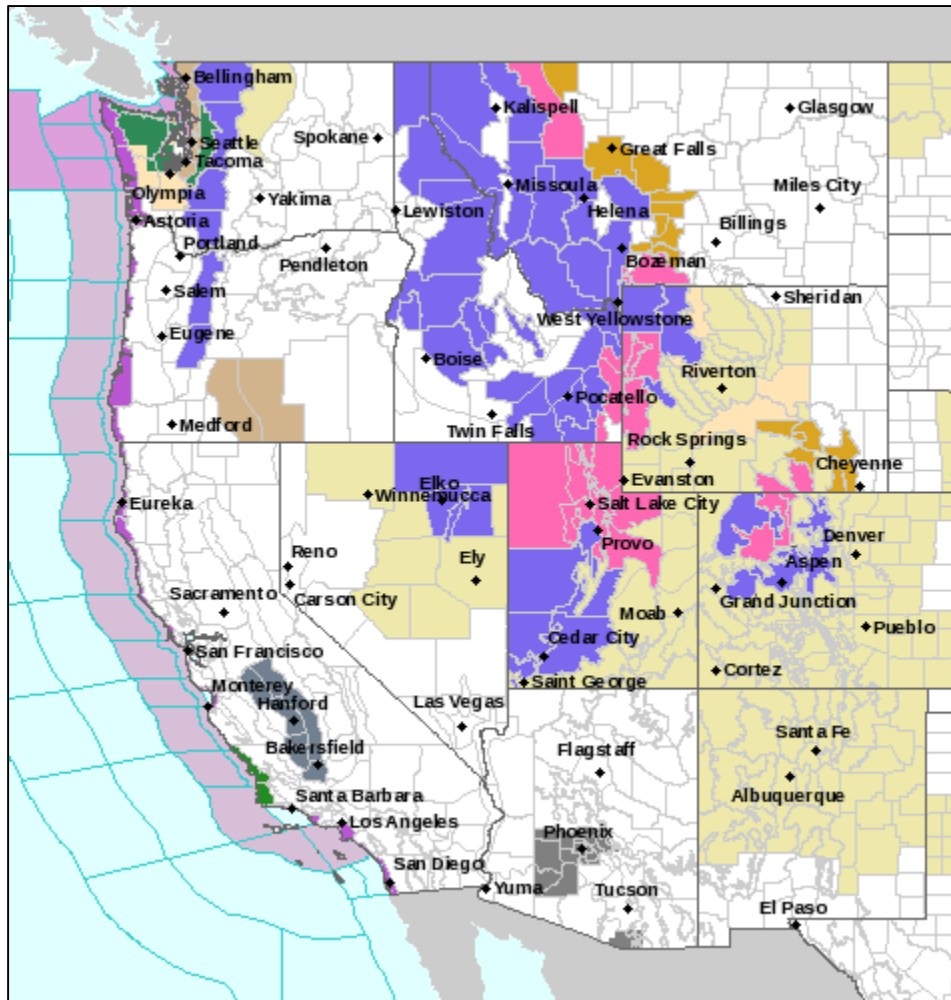 Bellingham
Kalispell
Glasgow
Spokane
Seattle
Great Falls
Tacoma
Missoula
Miles City
Olympia
Yakima
Lewiston
Helena
Astoria
Billings
Portland
Pendleton
Bozeman
Salem
Sheridan
West Yellowstone
Eugene
Boise
Riverton
Pocatello
Medford
Twin Falls
Rock Springs
Cheyenne
Elko
Evanston
Winnemucca
Eureka
Salt Lake City
Provo
Denver
Reno
Ely
Aspen
Sacramento
Carson City
Moab
Grand Junction
Pueblo
Cedar City
San Francisco
Cortez
Saint George
Monterey
Hanford
Las Vegas
Bakersfield
Flagstaff
Santa Fe
Albuquerque
Santa Barbara
Los Angeles
Phoenix
San Diego
Yuma
Tucson
El Paso